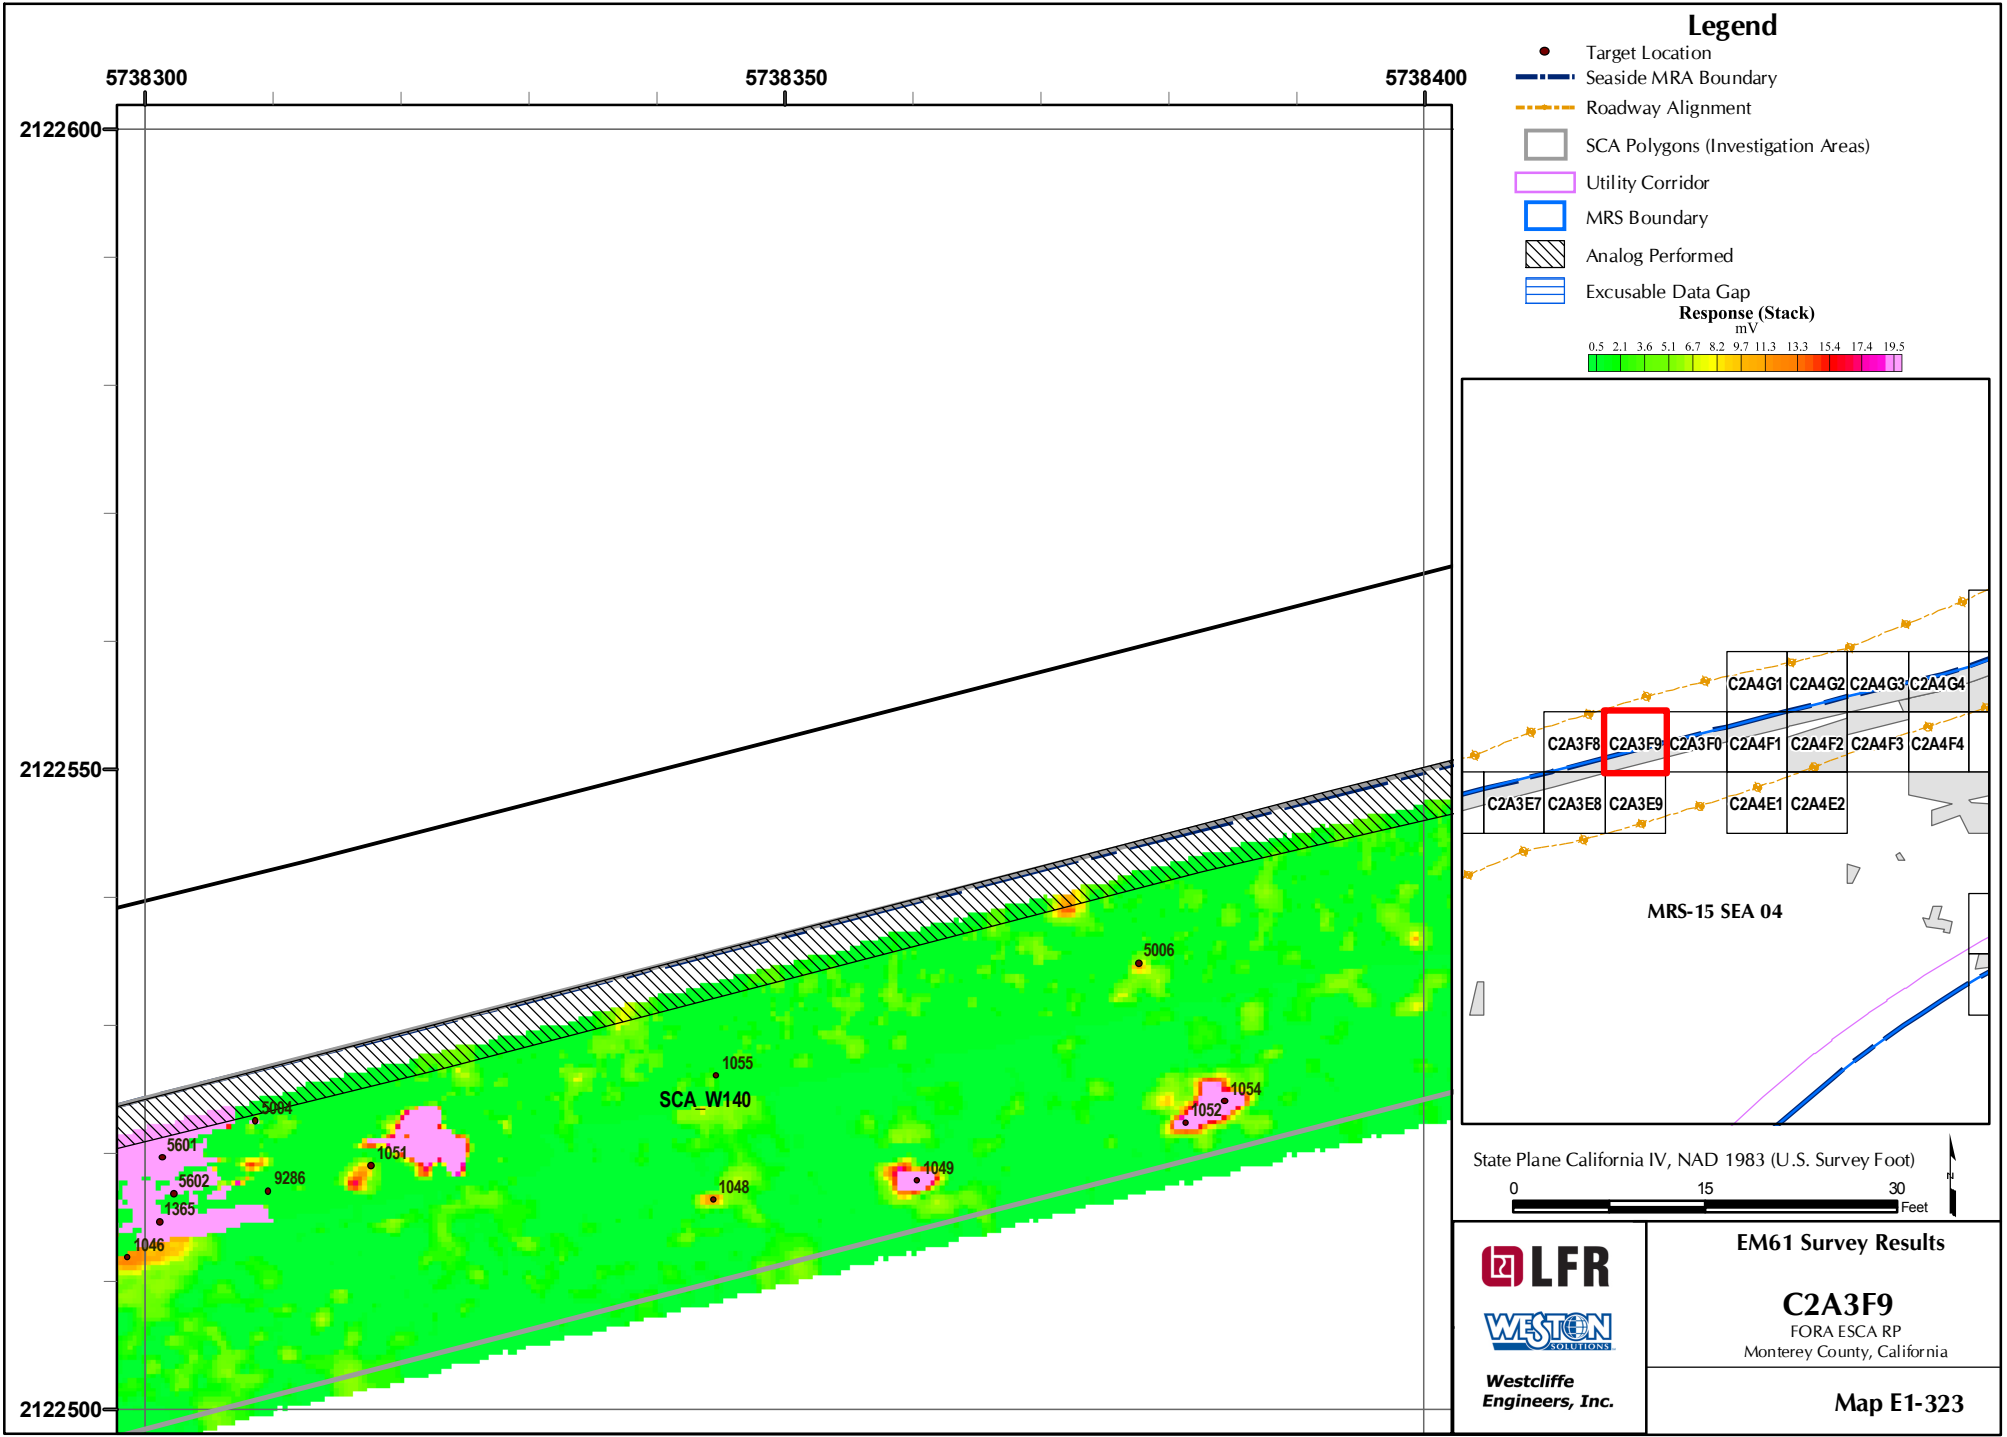 5738300
5738350
5738400
2122600
2122550
2122500
5006
1055
SCA_W140
1054
1052
5004
5601
1051
5602
9286
1049
1048
1365
1046
Legend
Target Location
Seaside MRA Boundary
Roadway Alignment
SCA Polygons (Investigation Areas)
Utility Corridor
MRS Boundary
Analog Performed
Excusable Data Gap
Response (Stack)
mV
0.5 2.1 3.6 5.1 6.7 8.2 9.7 11.3 13.3 15.4 17.4 19.5
C2A4G1 C2A4G2 C2A4G3 C2A4G4
C2A3F8 C2A3F9 C2A3F0 C2A4F1 C2A4F2 C2A4F3 C2A4F4
C2A3E7 C2A3E8 C2A3E9 C2A4E1 C2A4E2
MRS-15 SEA 04
State Plane California IV, NAD 1983 (U.S. Survey Foot)
0 15 30
Feet
N
LFR
WESTON
SOLUTIONS
Westcliffe
Engineers, Inc.
EM61 Survey Results
C2A3F9
FORA ESCA RP
Monterey County, California
Map E1-323